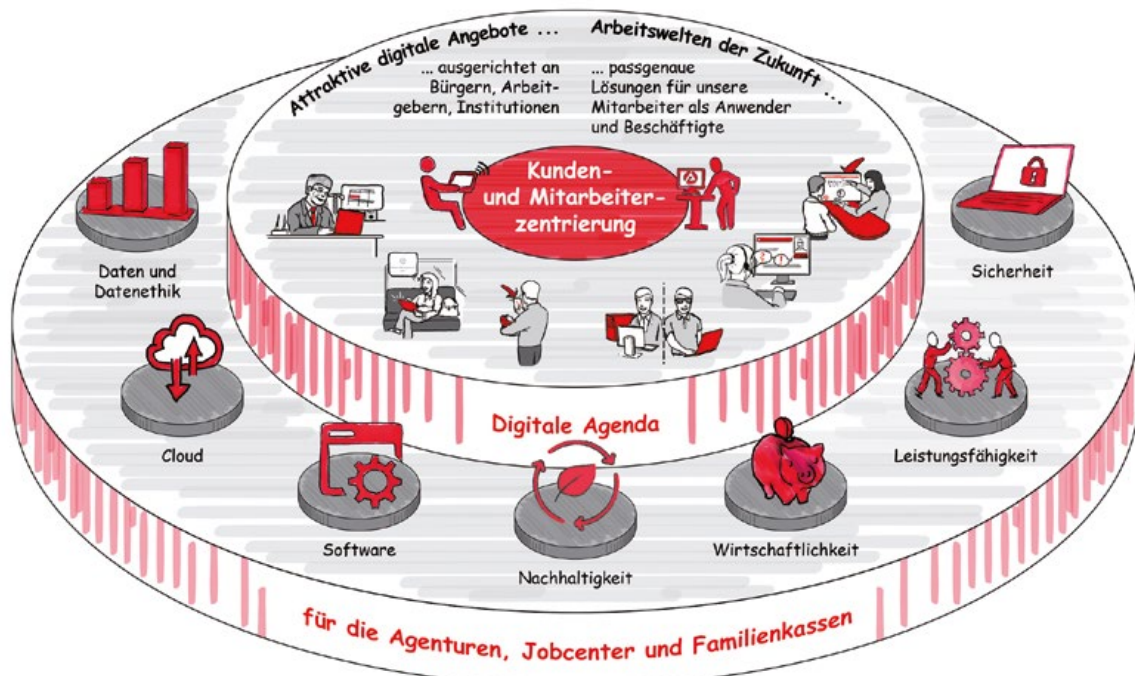 Attraktive digitale Angebote ...
... ausgerichtet an
Bürgern, Arbeit-
gebern, Institutionen
Arbeitswelten der Zukunft ...
... passgenaue
Lösungen für unsere
Mitarbeiter als Anwender
und Beschäftigte
Kunden-
und Mitarbeiter-
zentrierung
Daten und
Datenethik
Sicherheit
Cloud
Leistungsfähigkeit
Software
Wirtschaftlichkeit
Nachhaltigkeit
Digitale Agenda
für die Agenturen, Jobcenter und Familienkassen